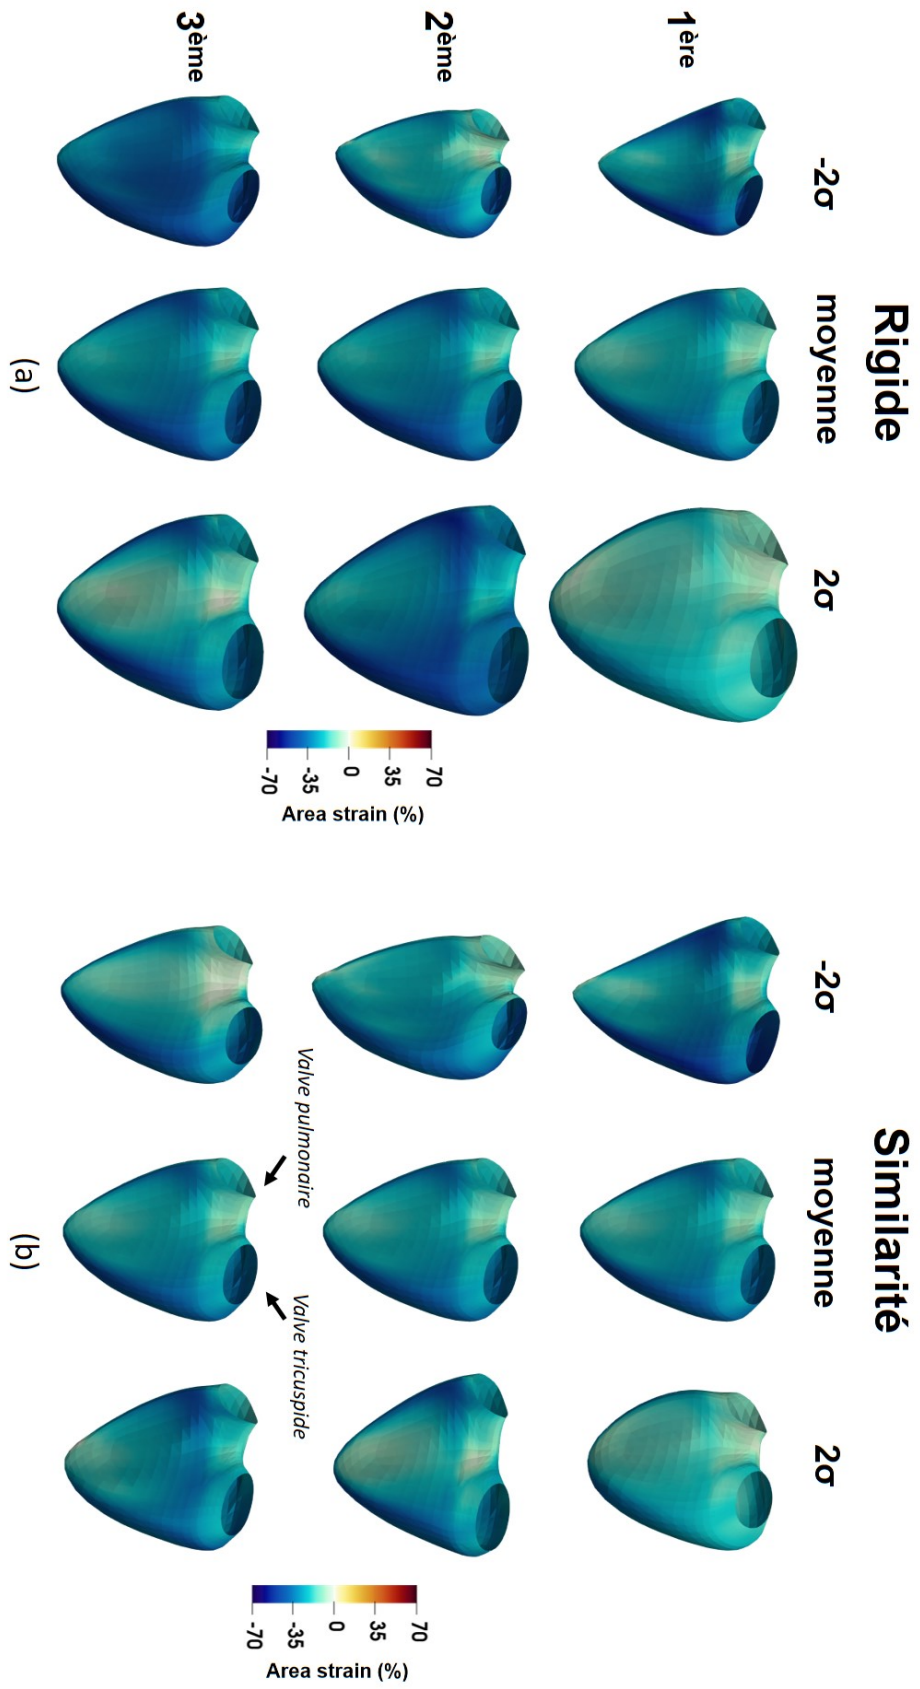 Rigide
-2σ moyenne 2σ
1ère
2ème
3ème
70
35
0
-35
-70
Area strain (%)
(a)
Similarité
-2σ moyenne 2σ
Valve pulmonaire
Valve tricuspide
70
35
0
-35
-70
Area strain (%)
(b)